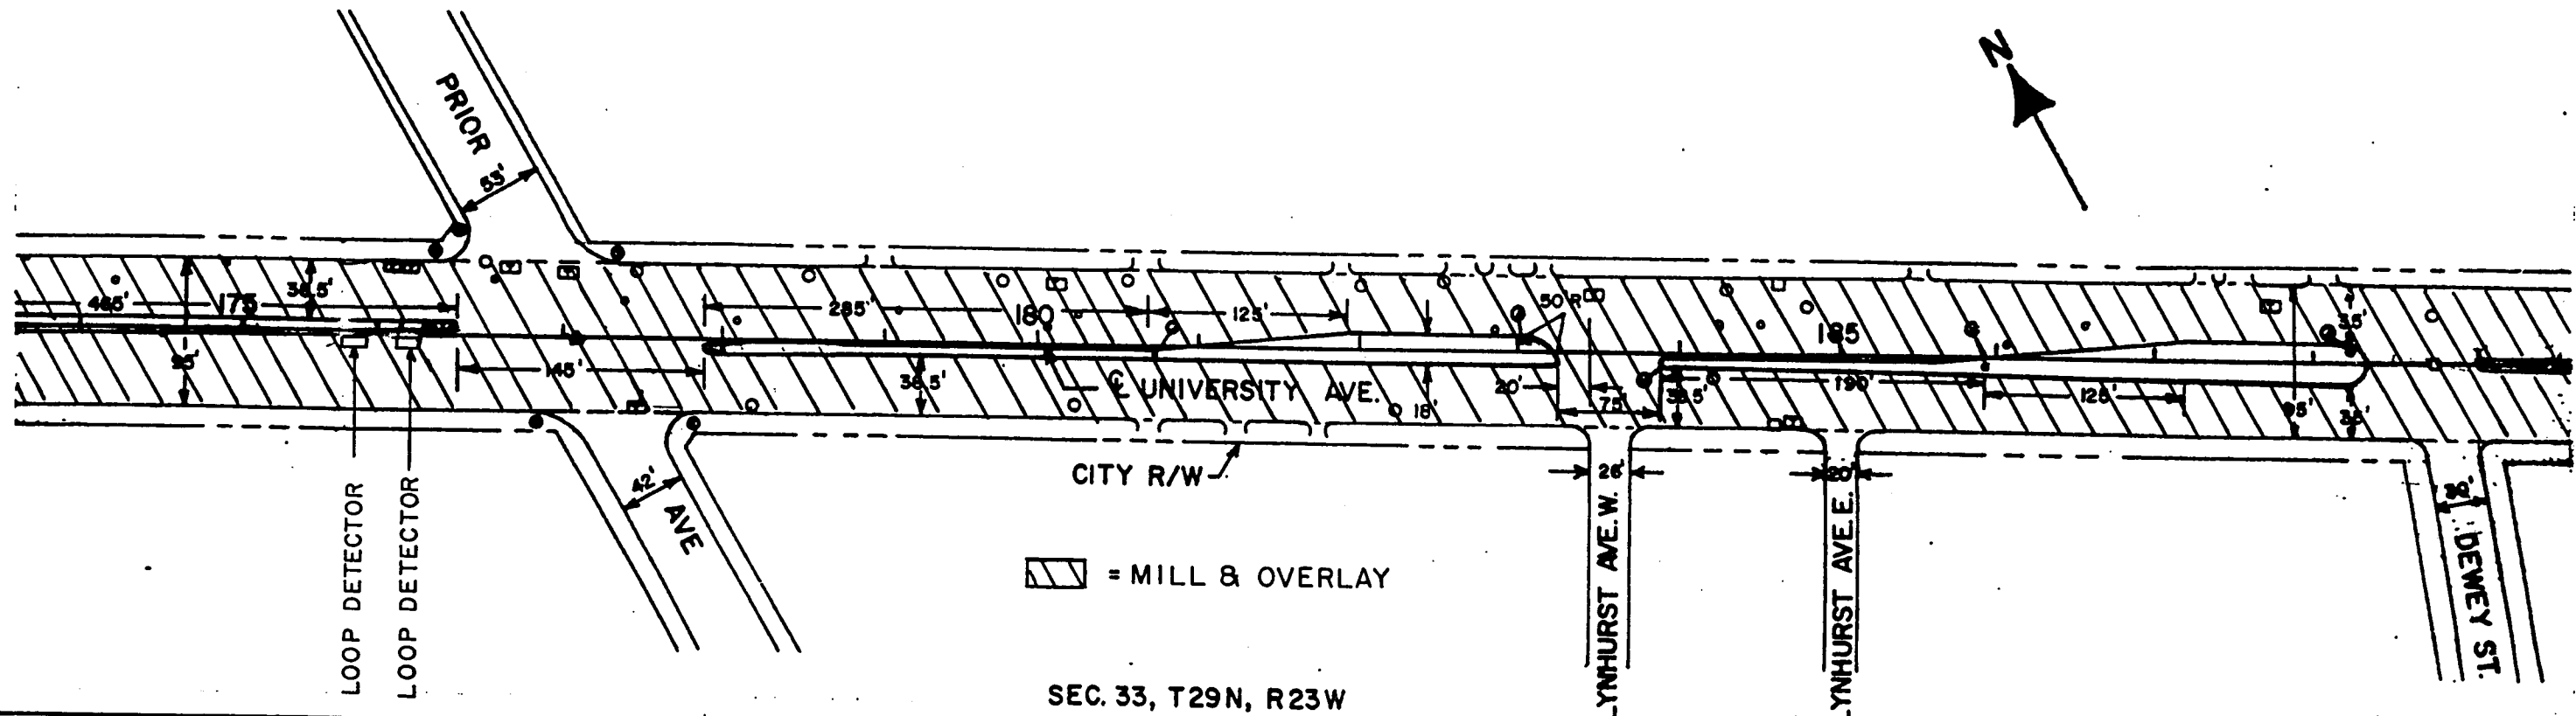 N
PRIOR
53'
465'
175
36.5'
95'
145'
285'
180
125'
50'R
185
35'
36.5'
℄ UNIVERSITY AVE.
18'
20'
75'
36.5'
190'
125'
95'
35'
CITY R/W
26'
20'
42'
AVE
LOOP DETECTOR
LOOP DETECTOR
= MILL & OVERLAY
LYNHURST AVE. W.
LYNHURST AVE. E.
30'
DEWEY ST.
SEC. 33, T29N, R23W